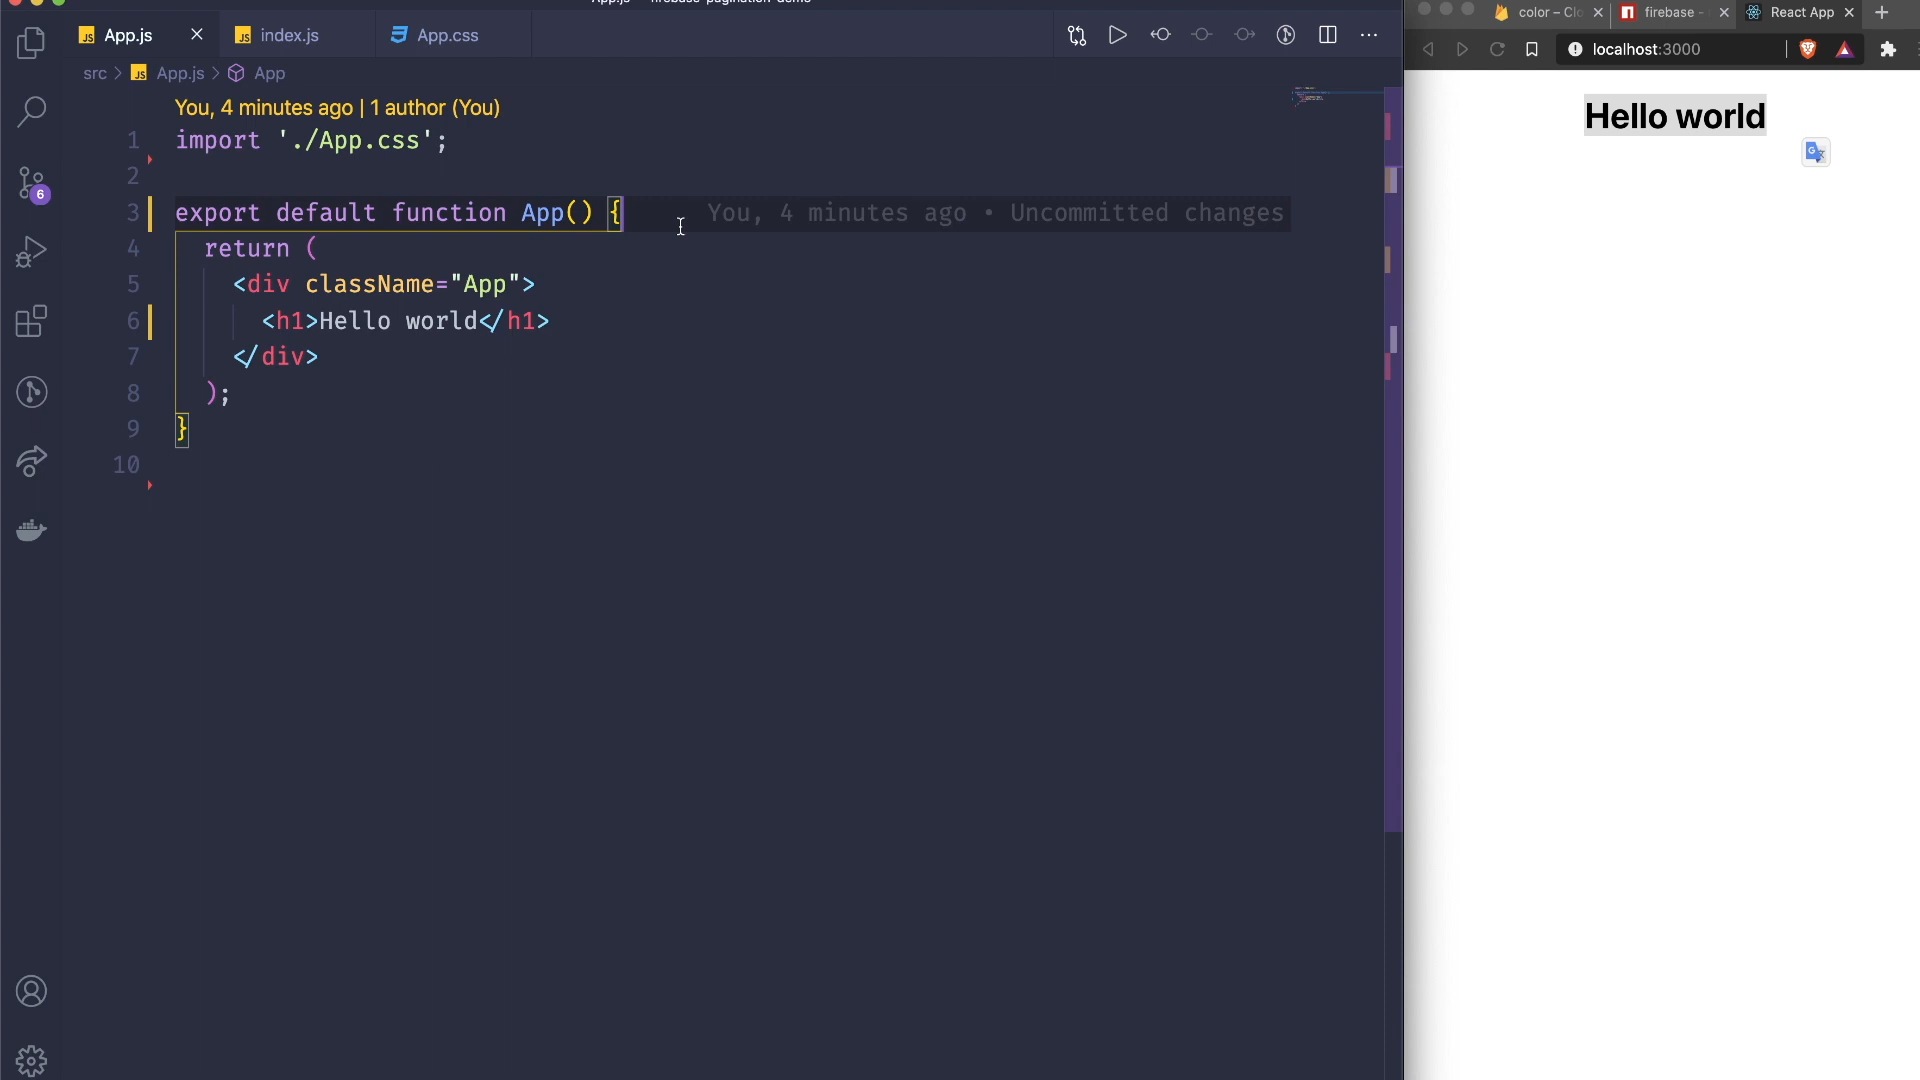 App.js
index.js
App.css
src > App.js > App
You, 4 minutes ago | 1 author (You)
1 import './App.css';
2
3 export default function App() { You, 4 minutes ago • Uncommitted changes
4 return (
5 <div className="App">
6 <h1>Hello world</h1>
7 </div>
8 );
9 }
10
6
color – Clo
firebase -
React App
localhost:3000
Hello world